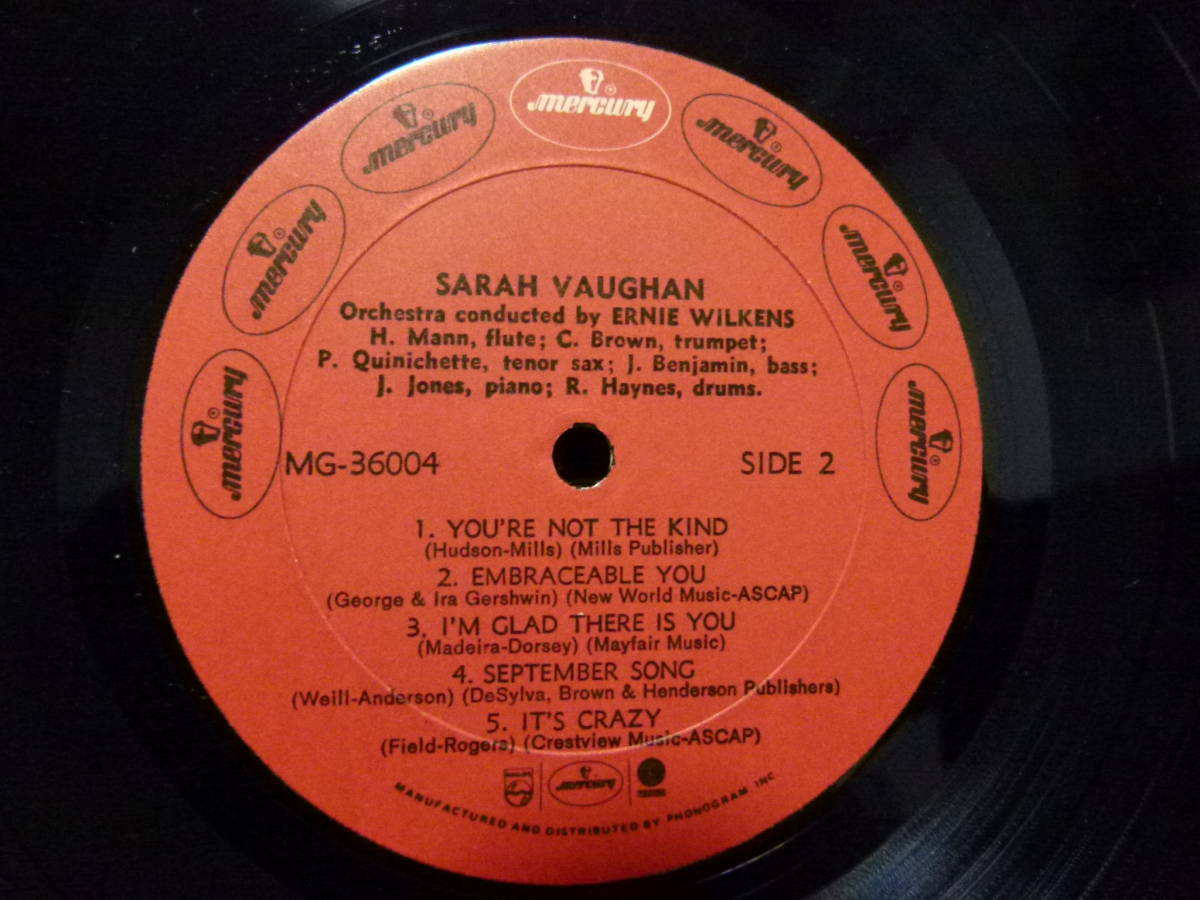 mercury
mercury
mercury
mercury
mercury
mercury
mercury
SARAH VAUGHAN
Orchestra conducted by ERNIE WILKENS
H. Mann, flute; C. Brown, trumpet;
P. Quinichette, tenor sax; J. Benjamin, bass;
J. Jones, piano; R. Haynes, drums.
MG-36004
SIDE 2
1. YOU'RE NOT THE KIND
(Hudson-Mills) (Mills Publisher)
2. EMBRACEABLE YOU
(George & Ira Gershwin) (New World Music-ASCAP)
3. I'M GLAD THERE IS YOU
(Madeira-Dorsey) (Mayfair Music)
4. SEPTEMBER SONG
(Weill-Anderson) (DeSylva, Brown & Henderson Publishers)
5. IT'S CRAZY
(Field-Rogers) (Crestview Music-ASCAP)
mercury
MANUFACTURED AND DISTRIBUTED BY PHONOGRAM, INC